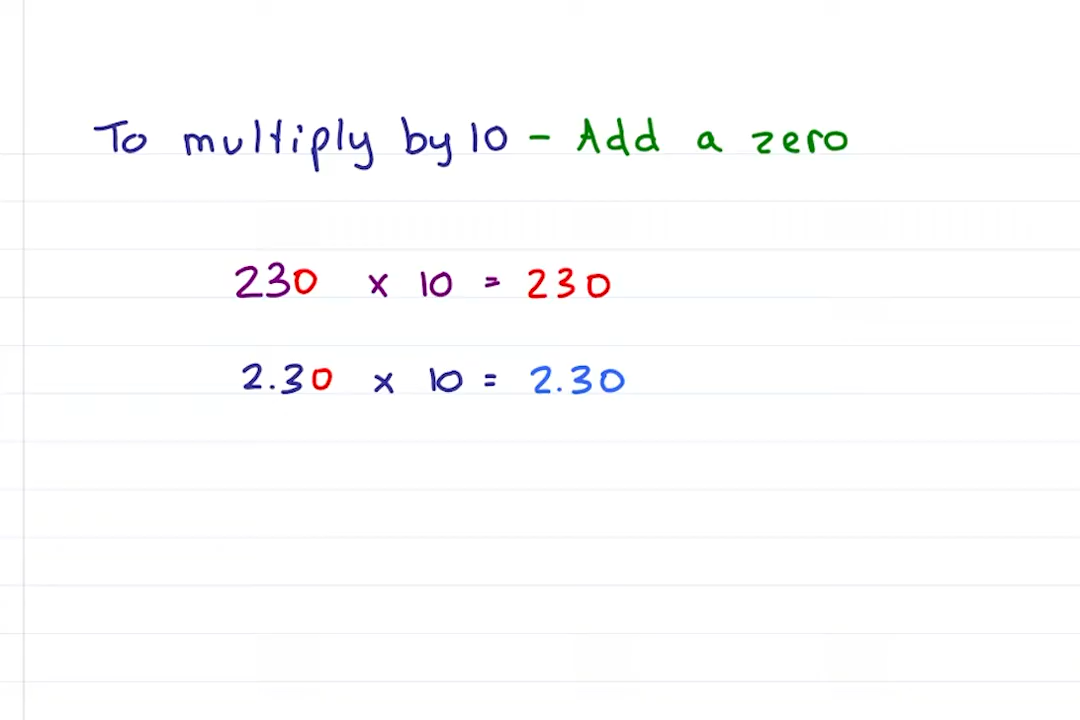 To multiply by 10 - Add a zero
230 x 10 = 230
2.30 x 10 = 2.30